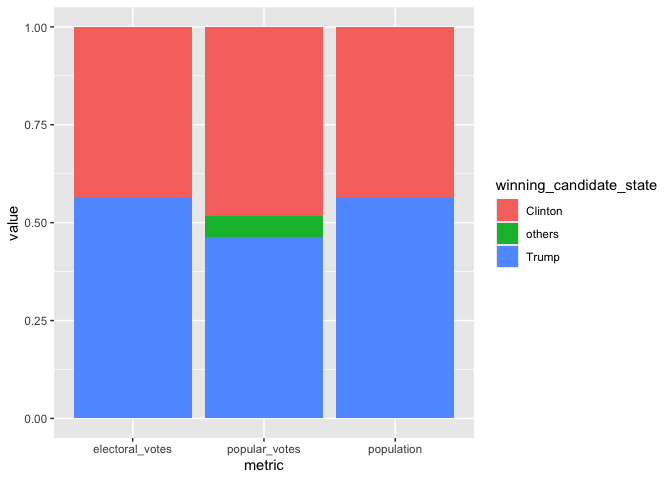 1.00
0.75
0.50
0.25
0.00
value
electoral_votes popular_votes population
metric
winning_candidate_state
Clinton
others
Trump